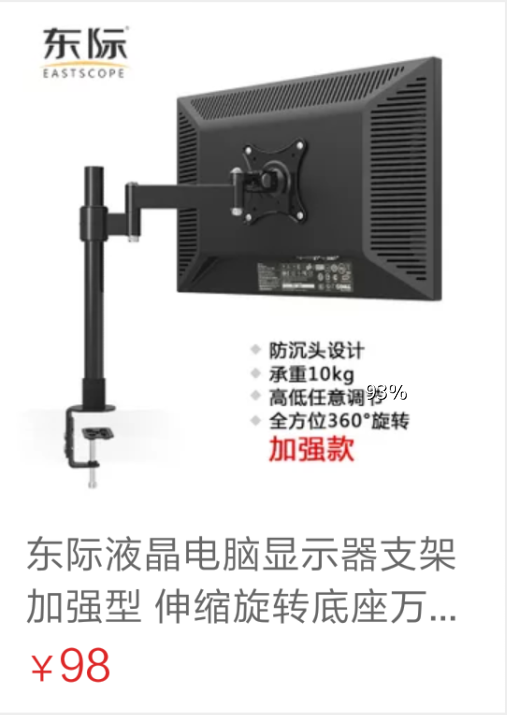 东际
EASTSCOPE
防沉头设计
承重10kg
高低任意调节
93%
全方位360°旋转
加强款
东际液晶电脑显示器支架
加强型 伸缩旋转底座万...
￥98